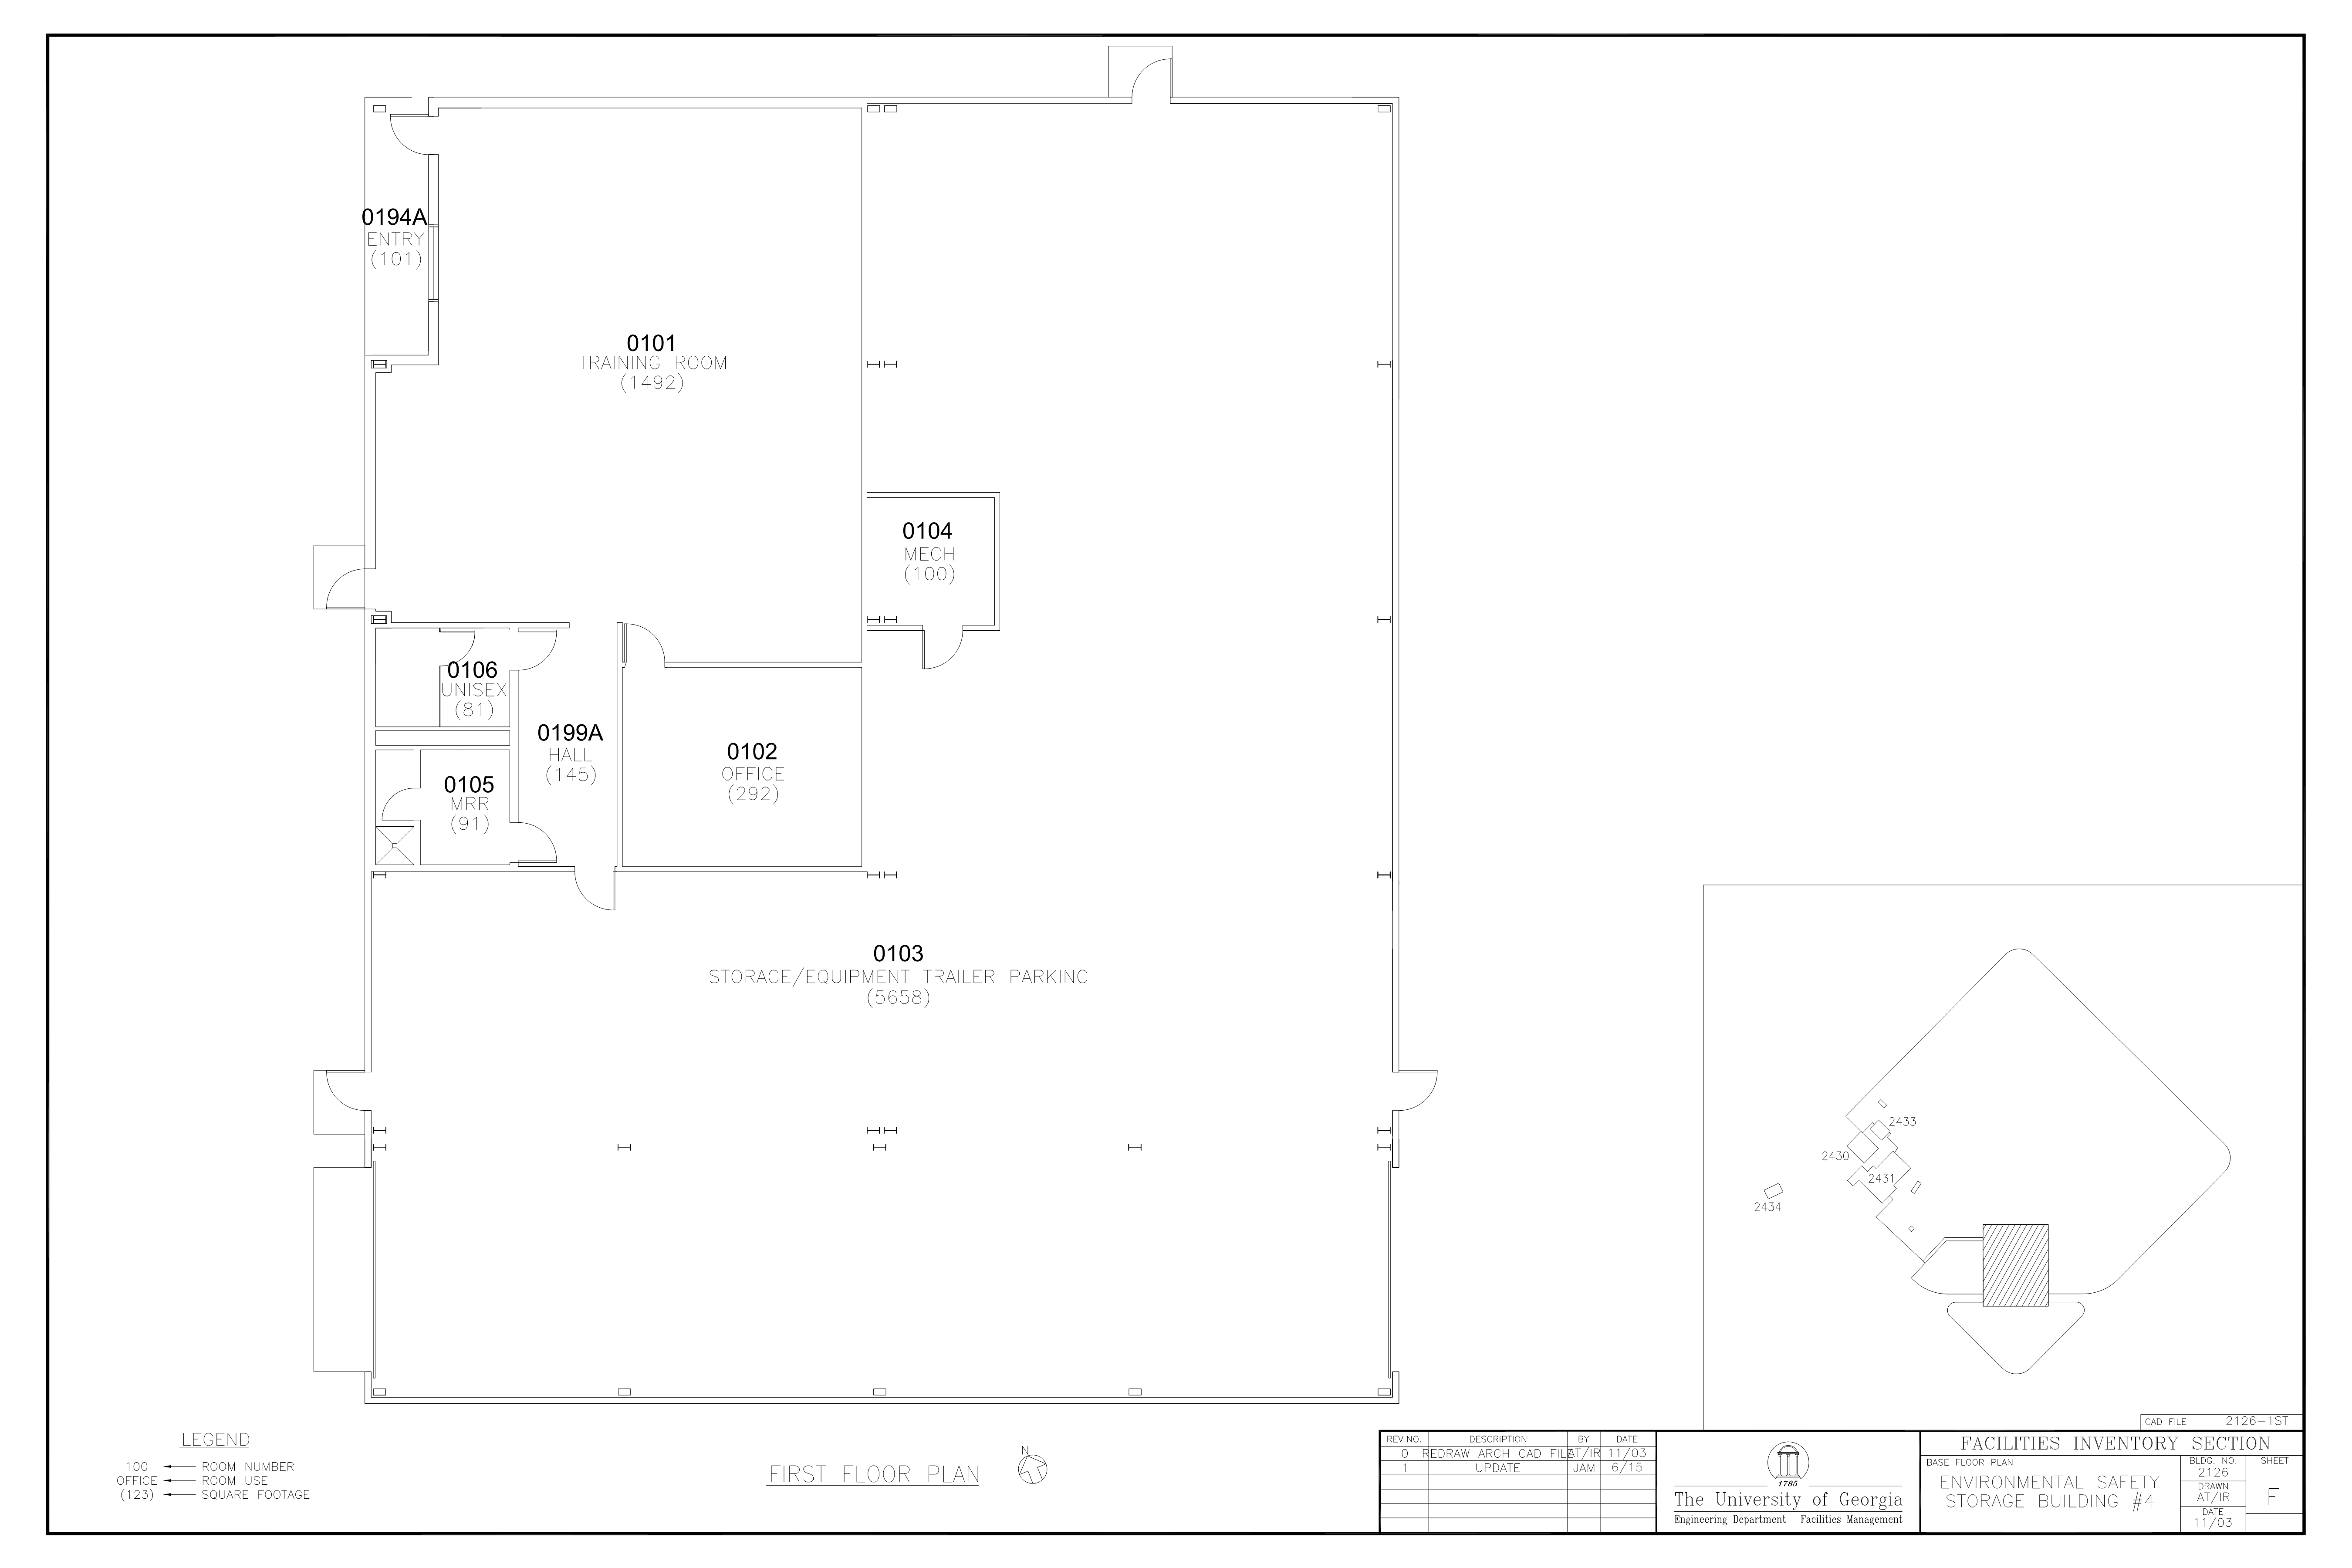 0194A
ENTRY
(101)
0101
TRAINING ROOM
(1492)
0104
MECH
(100)
0106
UNISEX
(81)
0199A
HALL
(145)
0102
OFFICE
(292)
0105
MRR
(91)
0103
STORAGE/EQUIPMENT TRAILER PARKING
(5658)
2433
2430
2431
2434
LEGEND
100 ROOM NUMBER
OFFICE ROOM USE
(123) SQUARE FOOTAGE
FIRST FLOOR PLAN
N
CAD FILE 2126-1ST
REV.NO. DESCRIPTION BY DATE
0 REDRAW ARCH CAD FILE AT/IR 11/03
1 UPDATE JAM 6/15
1785
The University of Georgia
Engineering Department Facilities Management
FACILITIES INVENTORY SECTION
BASE FLOOR PLAN
ENVIRONMENTAL SAFETY
STORAGE BUILDING #4
BLDG. NO.
2126
DRAWN
AT/IR
DATE
11/03
SHEET
F